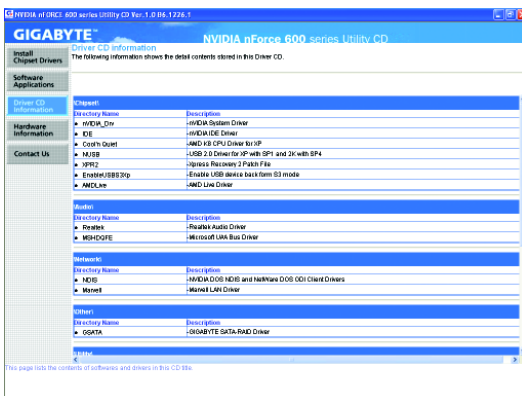 NVIDIA nFORCE 600 series Utility CD Ver.1.0 B6.1226.1
GIGABYTE™
NVIDIA nForce 600 series Utility CD
Install Chipset Drivers
Software Applications
Driver CD Information
Hardware Information
Contact Us
Driver CD information
The following information shows the detail contents stored in this Driver CD.
\Chipset\
Directory Name Description
• nVIDIA_Drv -nVIDIA System Driver
• IDE -nVIDIA IDE Driver
• Cool'n Quiet -AMD K8 CPU Driver for XP
• NUSB -USB 2.0 Driver for XP with SP1 and 2K with SP4
• XPR2 -Xpress Recovery 2 Patch File
• EnableUSBS3Xp -Enable USB device back form S3 mode
• AMDLive -AMD Live Driver
\Audio\
Directory Name Description
• Realtek -Realtek Audio Driver
• MSHDQFE -Microsoft UAA Bus Driver
\Network\
Directory Name Description
• NDIS -NVIDIA DOS NDIS and NetWare DOS ODI Client Drivers
• Marvell -Marvell LAN Driver
\Other\
Directory Name Description
• GSATA -GIGABYTE SATA-RAID Driver
\Utility\
This page lists the contents of softwares and drivers in this CD title.